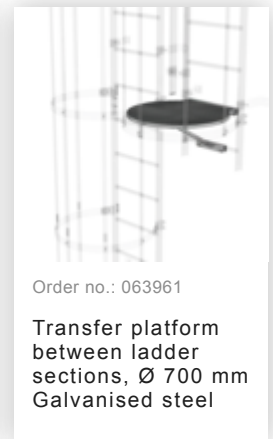 Order no.: 063961
Transfer platform
between ladder
sections, Ø 700 mm
Galvanised steel